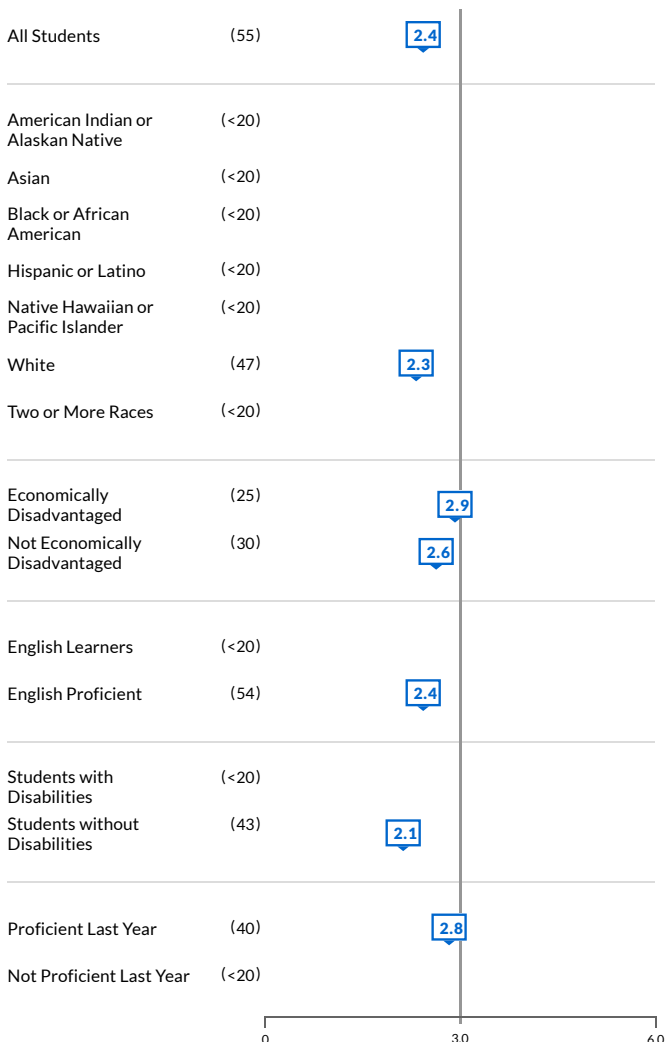 All Students (55) 2.4
American Indian or (<20)
Alaskan Native
Asian (<20)
Black or African (<20)
American
Hispanic or Latino (<20)
Native Hawaiian or (<20)
Pacific Islander
White (47) 2.3
Two or More Races (<20)
Economically (25) 2.9
Disadvantaged
Not Economically (30) 2.6
Disadvantaged
English Learners (<20)
English Proficient (54) 2.4
Students with (<20)
Disabilities
Students without (43) 2.1
Disabilities
Proficient Last Year (40) 2.8
Not Proficient Last Year (<20)
0 3.0 6.0